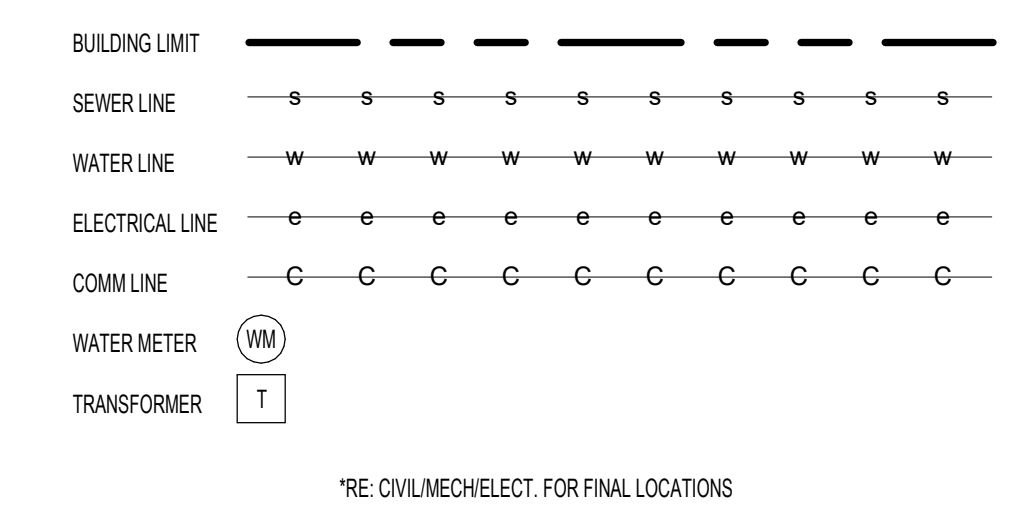 BUILDING LIMIT
SEWER LINE s s s s s s s s s s
WATER LINE w w w w w w w w w w
ELECTRICAL LINE e e e e e e e e e e
COMM LINE C C C C C C C C C C
WATER METER WM
TRANSFORMER T
*RE: CIVIL/MECH/ELECT. FOR FINAL LOCATIONS